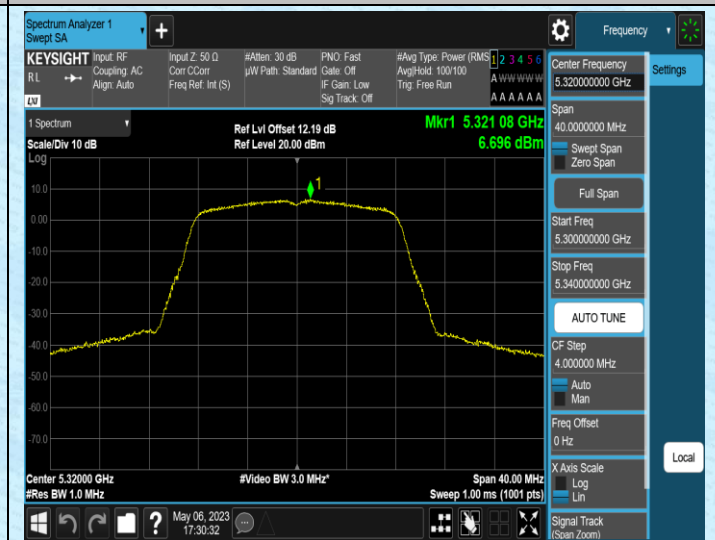 Spectrum Analyzer 1
Swept SA
+
Frequency
KEYSIGHT
RL
LXI
Input: RF
Coupling: AC
Align: Auto
Input Z: 50 Ω
Corr CCorr
Freq Ref: Int (S)
#Atten: 30 dB
µW Path: Standard
PNO: Fast
Gate: Off
IF Gain: Low
Sig Track: Off
#Avg Type: Power (RMS
Avg|Hold: 100/100
Trig: Free Run
1 2 3 4 5 6
A W W W W W
A A A A A A
1 Spectrum
Scale/Div 10 dB
Log
Ref Lvl Offset 12.19 dB
Ref Level 20.00 dBm
Mkr1 5.321 08 GHz
6.696 dBm
1
10.0
0.00
-10.0
-20.0
-30.0
-40.0
-50.0
-60.0
-70.0
Center 5.32000 GHz
#Res BW 1.0 MHz
#Video BW 3.0 MHz*
Span 40.00 MHz
Sweep 1.00 ms (1001 pts)
Center Frequency
5.320000000 GHz
Span
40.0000000 MHz
Swept Span
Zero Span
Full Span
Start Freq
5.300000000 GHz
Stop Freq
5.340000000 GHz
AUTO TUNE
CF Step
4.000000 MHz
Auto
Man
Freq Offset
0 Hz
X Axis Scale
Log
Lin
Signal Track
(Span Zoom)
Settings
Local
?
May 06, 2023
17:30:32